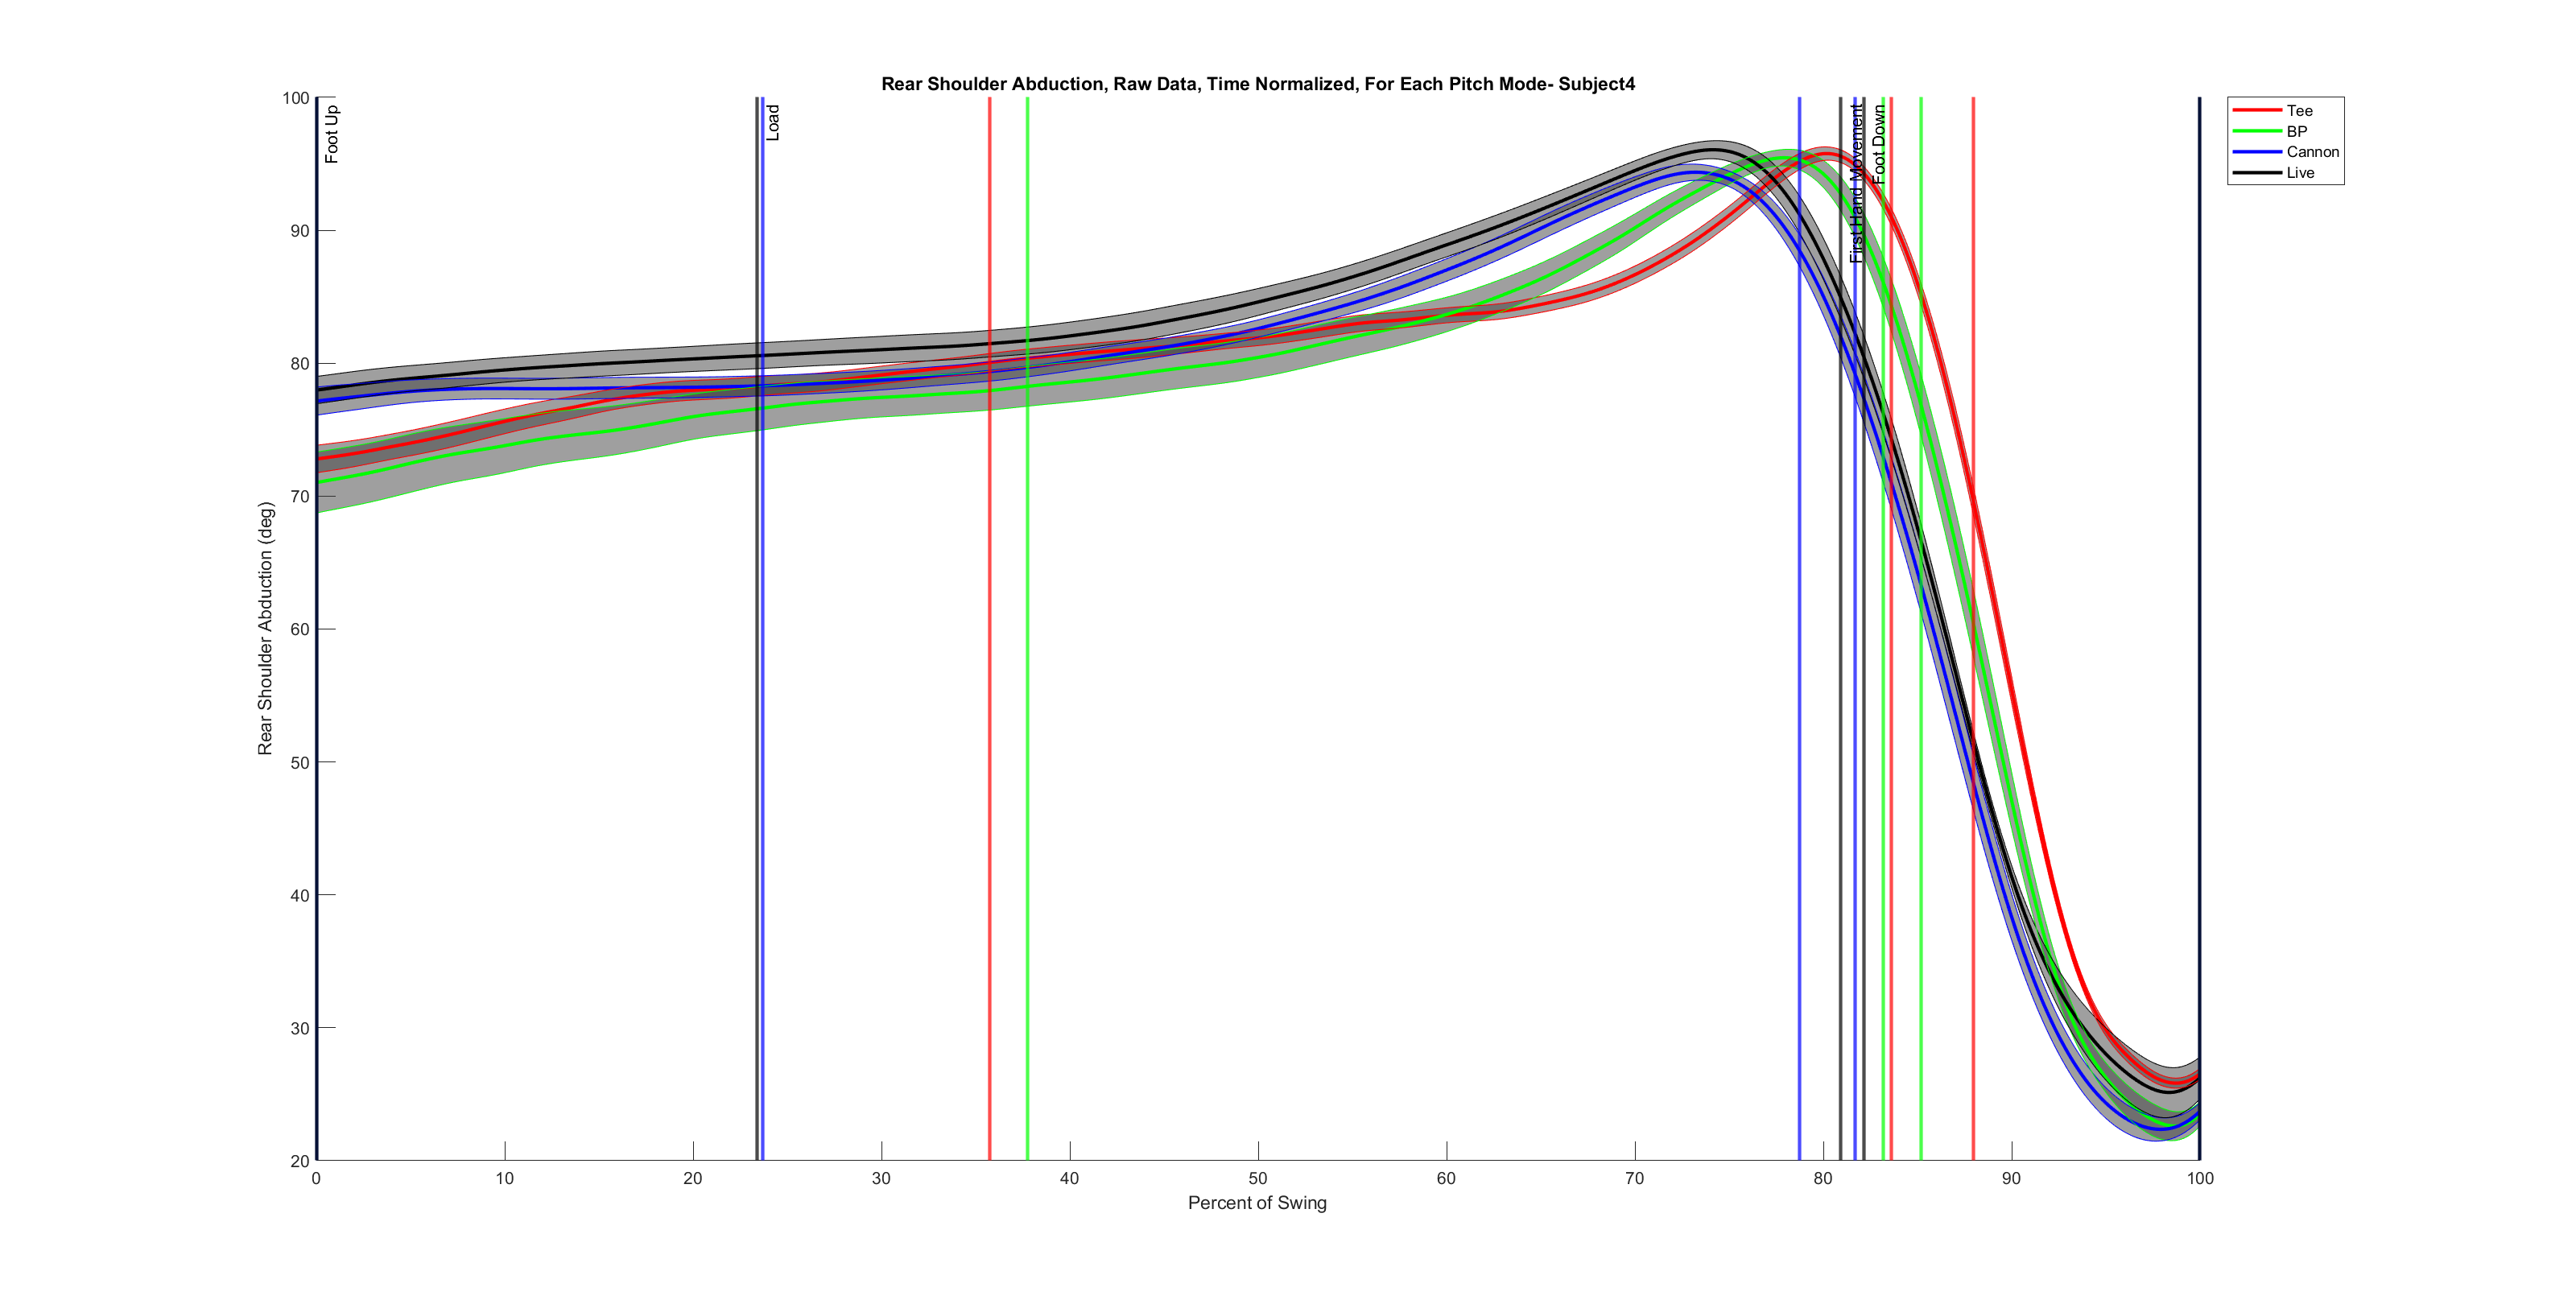 Rear Shoulder Abduction, Raw Data, Time Normalized, For Each Pitch Mode- Subject4
Foot Up
Load
First Hand Movement
Foot Down
Tee
BP
Cannon
Live
Rear Shoulder Abduction (deg)
100
90
80
70
60
50
40
30
20
0 10 20 30 40 50 60 70 80 90 100
Percent of Swing